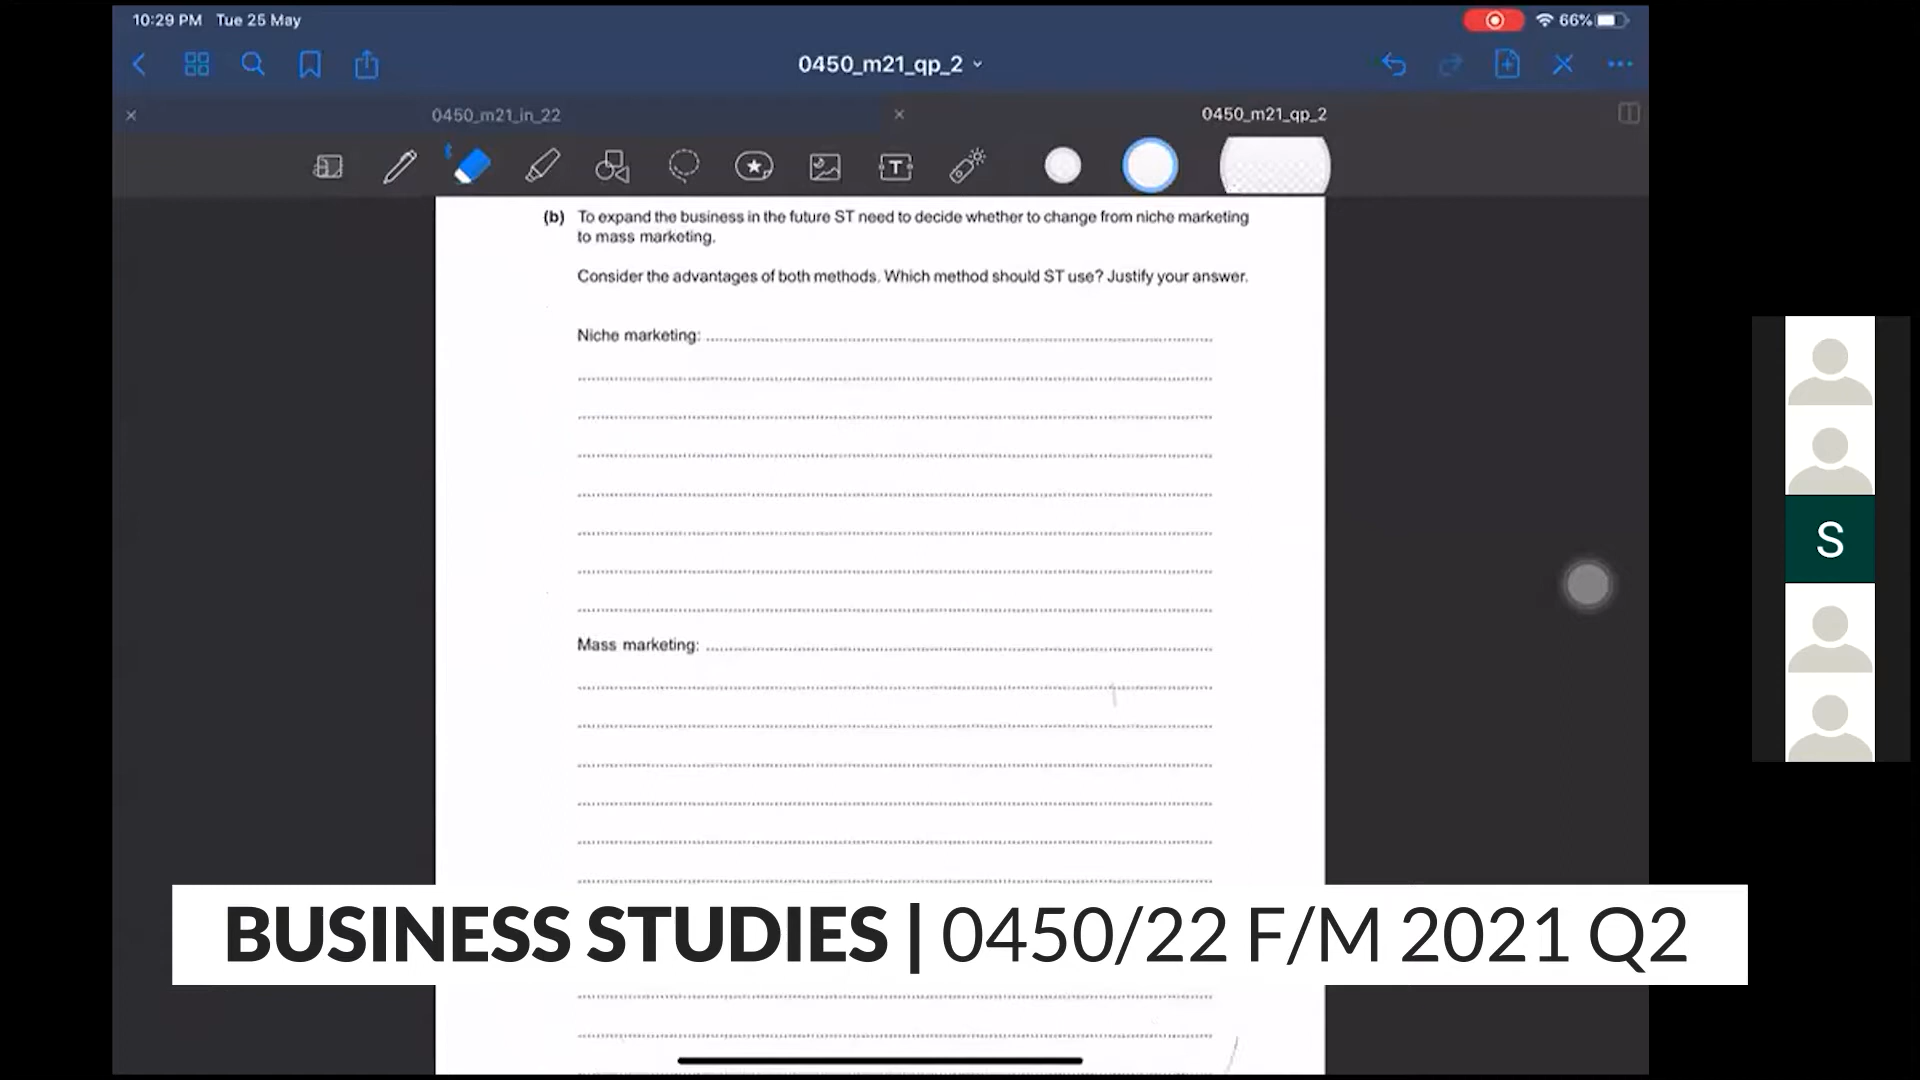 10:29 PM Tue 25 May
66%
0450_m21_qp_2
0450_m21_in_22
0450_m21_qp_2
T
(b) To expand the business in the future ST need to decide whether to change from niche marketing
to mass marketing.
Consider the advantages of both methods. Which method should ST use? Justify your answer.
Niche marketing:
Mass marketing:
S
BUSINESS STUDIES | 0450/22 F/M 2021 Q2